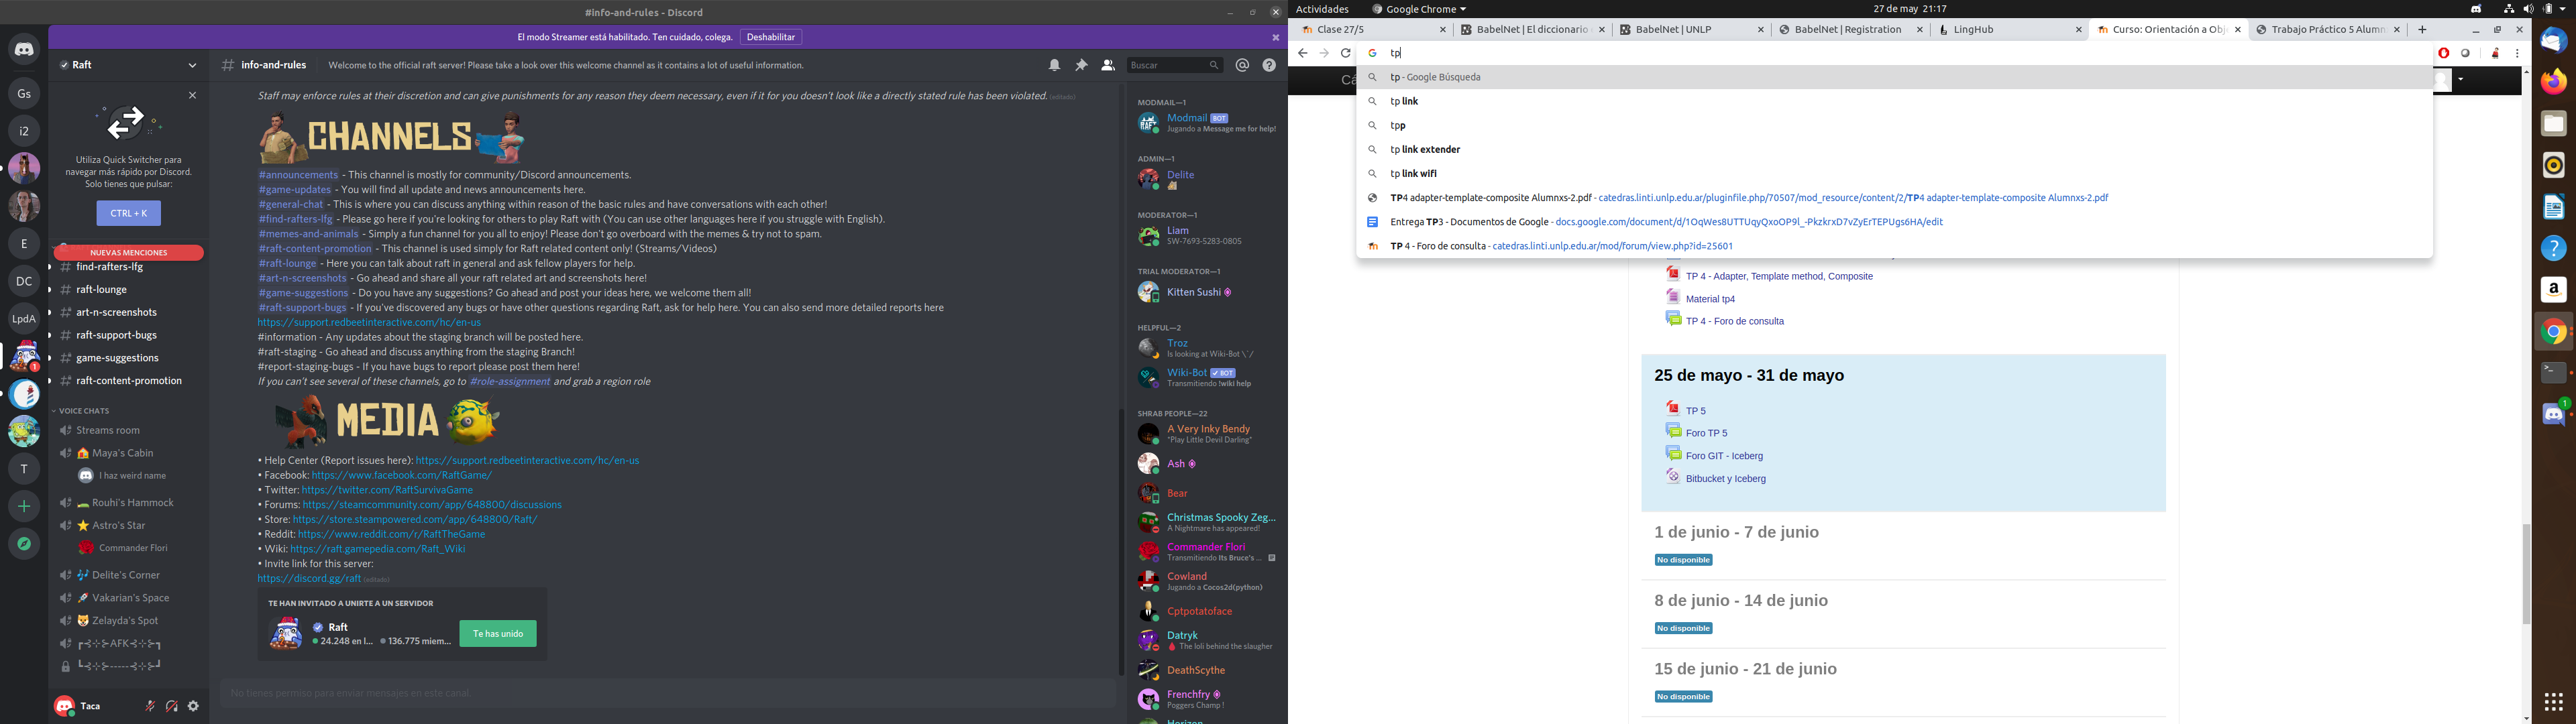 #info-and-rules - Discord
El modo Streamer está habilitado. Ten cuidado, colega.
Deshabilitar
Raft
info-and-rules
Welcome to the official raft server! Please take a look over this welcome channel as it contains a lot of useful information.
Buscar
Gs
i2
E
DC
LpdA
T
Utiliza Quick Switcher para
navegar más rápido por Discord.
Solo tienes que pulsar:
CTRL + K
NUEVAS MENCIONES
find-rafters-lfg
raft-lounge
art-n-screenshots
raft-support-bugs
game-suggestions
raft-content-promotion
VOICE CHATS
Streams room
Maya's Cabin
I haz weird name
Rouhi's Hammock
Astro's Star
Commander Flori
Delite's Corner
Vakarian's Space
Zelayda's Spot
AFK
Taca
Staff may enforce rules at their discretion and can give punishments for any reason they deem necessary, even if it for you doesn't look like a directly stated rule has been violated. (editado)
CHANNELS
#announcements - This channel is mostly for community/Discord announcements.
#game-updates - You will find all update and news announcements here.
#general-chat - This is where you can discuss anything within reason of the basic rules and have conversations with each other!
#find-rafters-lfg - Please go here if you're looking for others to play Raft with (You can use other languages here if you struggle with English).
#memes-and-animals - Simply a fun channel for you all to enjoy! Please don't go overboard with the memes & try not to spam.
#raft-content-promotion - This channel is used simply for Raft related content only! (Streams/Videos)
#raft-lounge - Here you can talk about raft in general and ask fellow players for help.
#art-n-screenshots - Go ahead and share all your raft related art and screenshots here!
#game-suggestions - Do you have any suggestions? Go ahead and post your ideas here, we welcome them all!
#raft-support-bugs - If you've discovered any bugs or have other questions regarding Raft, ask for help here. You can also send more detailed reports here
https://support.redbeetinteractive.com/hc/en-us
#information - Any updates about the staging branch will be posted here.
#raft-staging - Go ahead and discuss anything from the staging Branch!
#report-staging-bugs - If you have bugs to report please post them here!
If you can't see several of these channels, go to #role-assignment and grab a region role
MEDIA
• Help Center (Report issues here): https://support.redbeetinteractive.com/hc/en-us
• Facebook: https://www.facebook.com/RaftGame/
• Twitter: https://twitter.com/RaftSurvivaGame
• Forums: https://steamcommunity.com/app/648800/discussions
• Store: https://store.steampowered.com/app/648800/Raft/
• Reddit: https://www.reddit.com/r/RaftTheGame
• Wiki: https://raft.gamepedia.com/Raft_Wiki
• Invite link for this server:
https://discord.gg/raft (editado)
TE HAN INVITADO A UNIRTE A UN SERVIDOR
Raft
24.248 en l... 136.775 miem...
Te has unido
No tienes permiso para enviar mensajes en este canal.
MODMAIL—1
Modmail BOT
Jugando a Message me for help!
ADMIN—1
Delite
MODERATOR—1
Liam
SW-7693-5283-0805
TRIAL MODERATOR—1
Kitten Sushi
HELPFUL—2
Troz
Is looking at Wiki-Bot \`/
Wiki-Bot BOT
Transmitiendo !wiki help
SHRAB PEOPLE—22
A Very Inky Bendy
"Play Little Devil Darling"
Ash
Bear
Christmas Spooky Zeg...
A Nightmare has appeared!
Commander Flori
Transmitiendo Its Bruce's ...
Cowland
Jugando a Cocos2d(python)
Cptpotatoface
Datryk
The loli behind the slaugher
DeathScythe
Frenchfry
Poggers Champ !
Horizon
Actividades
Google Chrome
27 de may 21:17
Clase 27/5
BabelNet | El diccionario
BabelNet | UNLP
BabelNet | Registration
LingHub
Curso: Orientación a Obj
Trabajo Práctico 5 Alumn
tp
tp - Google Búsqueda
tp link
tpp
tp link extender
tp link wifi
TP4 adapter-template-composite Alumnxs-2.pdf - catedras.linti.unlp.edu.ar/pluginfile.php/70507/mod_resource/content/2/TP4 adapter-template-composite Alumnxs-2.pdf
Entrega TP3 - Documentos de Google - docs.google.com/document/d/1OqWes8UTTUqyQxoOP9l_-PkzkrxD7vZyErTEPUgs6HA/edit
TP 4 - Foro de consulta - catedras.linti.unlp.edu.ar/mod/forum/view.php?id=25601
TP 4 - Adapter, Template method, Composite
Material tp4
TP 4 - Foro de consulta
25 de mayo - 31 de mayo
TP 5
Foro TP 5
Foro GIT - Iceberg
Bitbucket y Iceberg
1 de junio - 7 de junio
No disponible
8 de junio - 14 de junio
No disponible
15 de junio - 21 de junio
No disponible